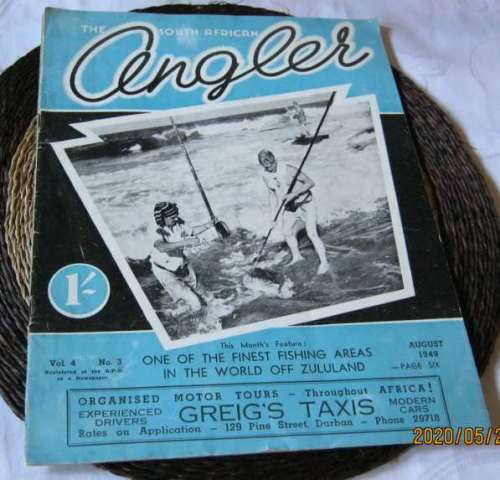 THE SOUTH AFRICAN
Angler
1/-
Vol. 4 No. 3
Registered at the G.P.O.
as a Newspaper
This Month's Feature:
ONE OF THE FINEST FISHING AREAS
IN THE WORLD OFF ZULULAND
AUGUST
1949
—PAGE SIX
ORGANISED MOTOR TOURS - Throughout AFRICA!
EXPERIENCED
DRIVERS
GREIG'S TAXIS
MODERN
CARS
Rates on Application - 129 Pine Street, Durban - Phone 29718
2020/05/2